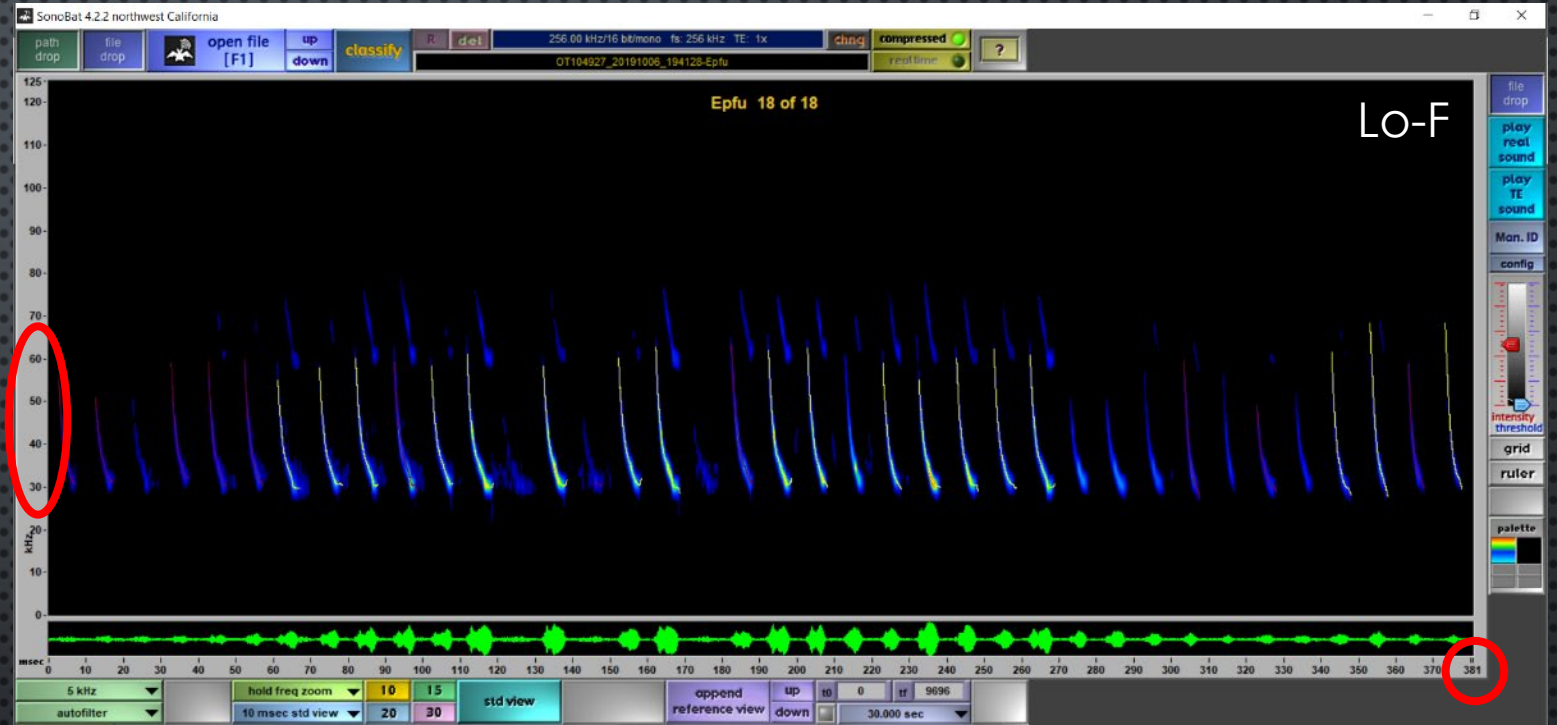 SonoBat 4.2.2 northwest California
path drop
file drop
open file [F1]
up
down
classify
R
del
256.00 kHz/16 bit/mono fs: 256 kHz TE: 1x
OT104927_20191006_194128-Epfu
chng
compressed
realtime
?
Epfu 18 of 18
Lo-F
125
120
110
100
90
80
70
60
50
40
30
20
10
0
kHz
msec
0 10 20 30 40 50 60 70 80 90 100 110 120 130 140 150 160 170 180 190 200 210 220 230 240 250 260 270 280 290 300 310 320 330 340 350 360 370 381
file drop
play real sound
play TE sound
Man. ID
config
intensity
threshold
grid
ruler
palette
5 kHz
autofilter
hold freq zoom
10 msec std view
10
15
20
30
std view
append reference view
up
down
t0
0
tf
9696
30.000 sec